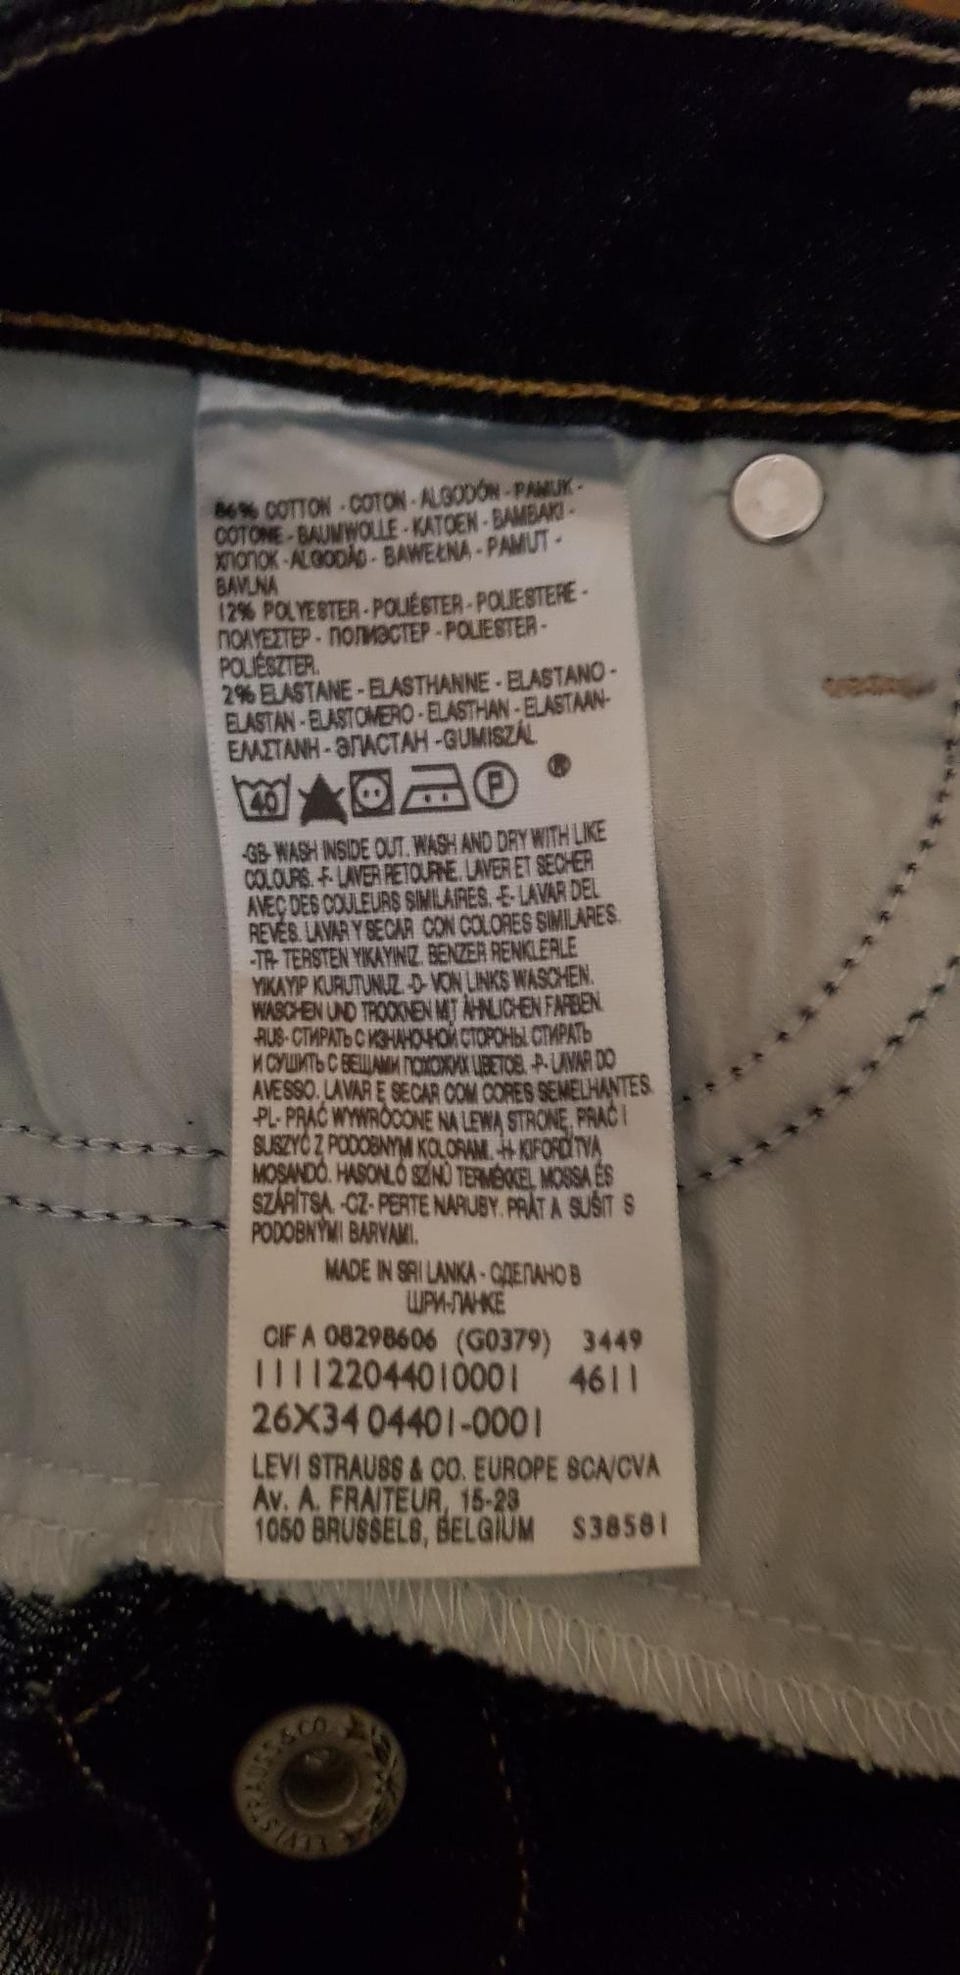 86% COTTON - COTON - ALGODÓN - PAMUK -
COTONE - BAUMWOLLE - KATOEN - BAMBAKI -
ХЛОПОК - ALGODÃO - BAWEŁNA - PAMUT -
BAVLNA
12% POLYESTER - POLIÉSTER - POLIESTERE -
ΠΟΛΥΕΣΤΕΡ - ПОЛИЭСТЕР - POLIESTER -
POLIÉSZTER.
2% ELASTANE - ELASTHANNE - ELASTANO -
ELASTAN - ELASTOMERO - ELASTHAN - ELASTAAN-
ΕΛΑΣΤΑΝΗ - ЭЛАСТАН -GUMISZÁL
40 P ®
-GB- WASH INSIDE OUT. WASH AND DRY WITH LIKE
COLOURS. -F- LAVER RETOURNE. LAVER ET SECHER
AVEC DES COULEURS SIMILAIRES. -E- LAVAR DEL
REVÉS. LAVAR Y SECAR CON COLORES SIMILARES.
-TR- TERSTEN YIKAYINIZ. BENZER RENKLERLE
YIKAYIP KURUTUNUZ. -D- VON LINKS WASCHEN.
WASCHEN UND TROCKNEN MIT ÄHNLICHEN FARBEN.
-RUS- СТИРАТЬ С ИЗНАНОЧНОЙ СТОРОНЫ. СТИРАТЬ
И СУШИТЬ С ВЕЩАМИ ПОХОЖИХ ЦВЕТОВ. -P- LAVAR DO
AVESSO. LAVAR E SECAR COM CORES SEMELHANTES.
-PL- PRAĆ WYWRÓCONE NA LEWĄ STRONĘ, PRAĆ I
SUSZYĆ Z PODOBNYM KOLORAMI. -H- KIFORDÍTVA
MOSANDÓ. HASONLÓ SZÍNÛ TERMÉKKEL MOSSA ÉS
SZÁRÍTSA. -CZ- PERTE NARUBY. PRÁT A SUŠIT S
PODOBNÝMI BARVAMI.
MADE IN SRI LANKA - СДЕЛАНО В
ШРИ-ЛАНКЕ
CIF A 08298606 (G0379) 3449
111122044010001 4611
26X34 04401-0001
LEVI STRAUSS & CO. EUROPE SCA/CVA
Av. A. FRAITEUR, 15-23
1050 BRUSSELS, BELGIUM S38581
LEVI STRAUSS & CO.